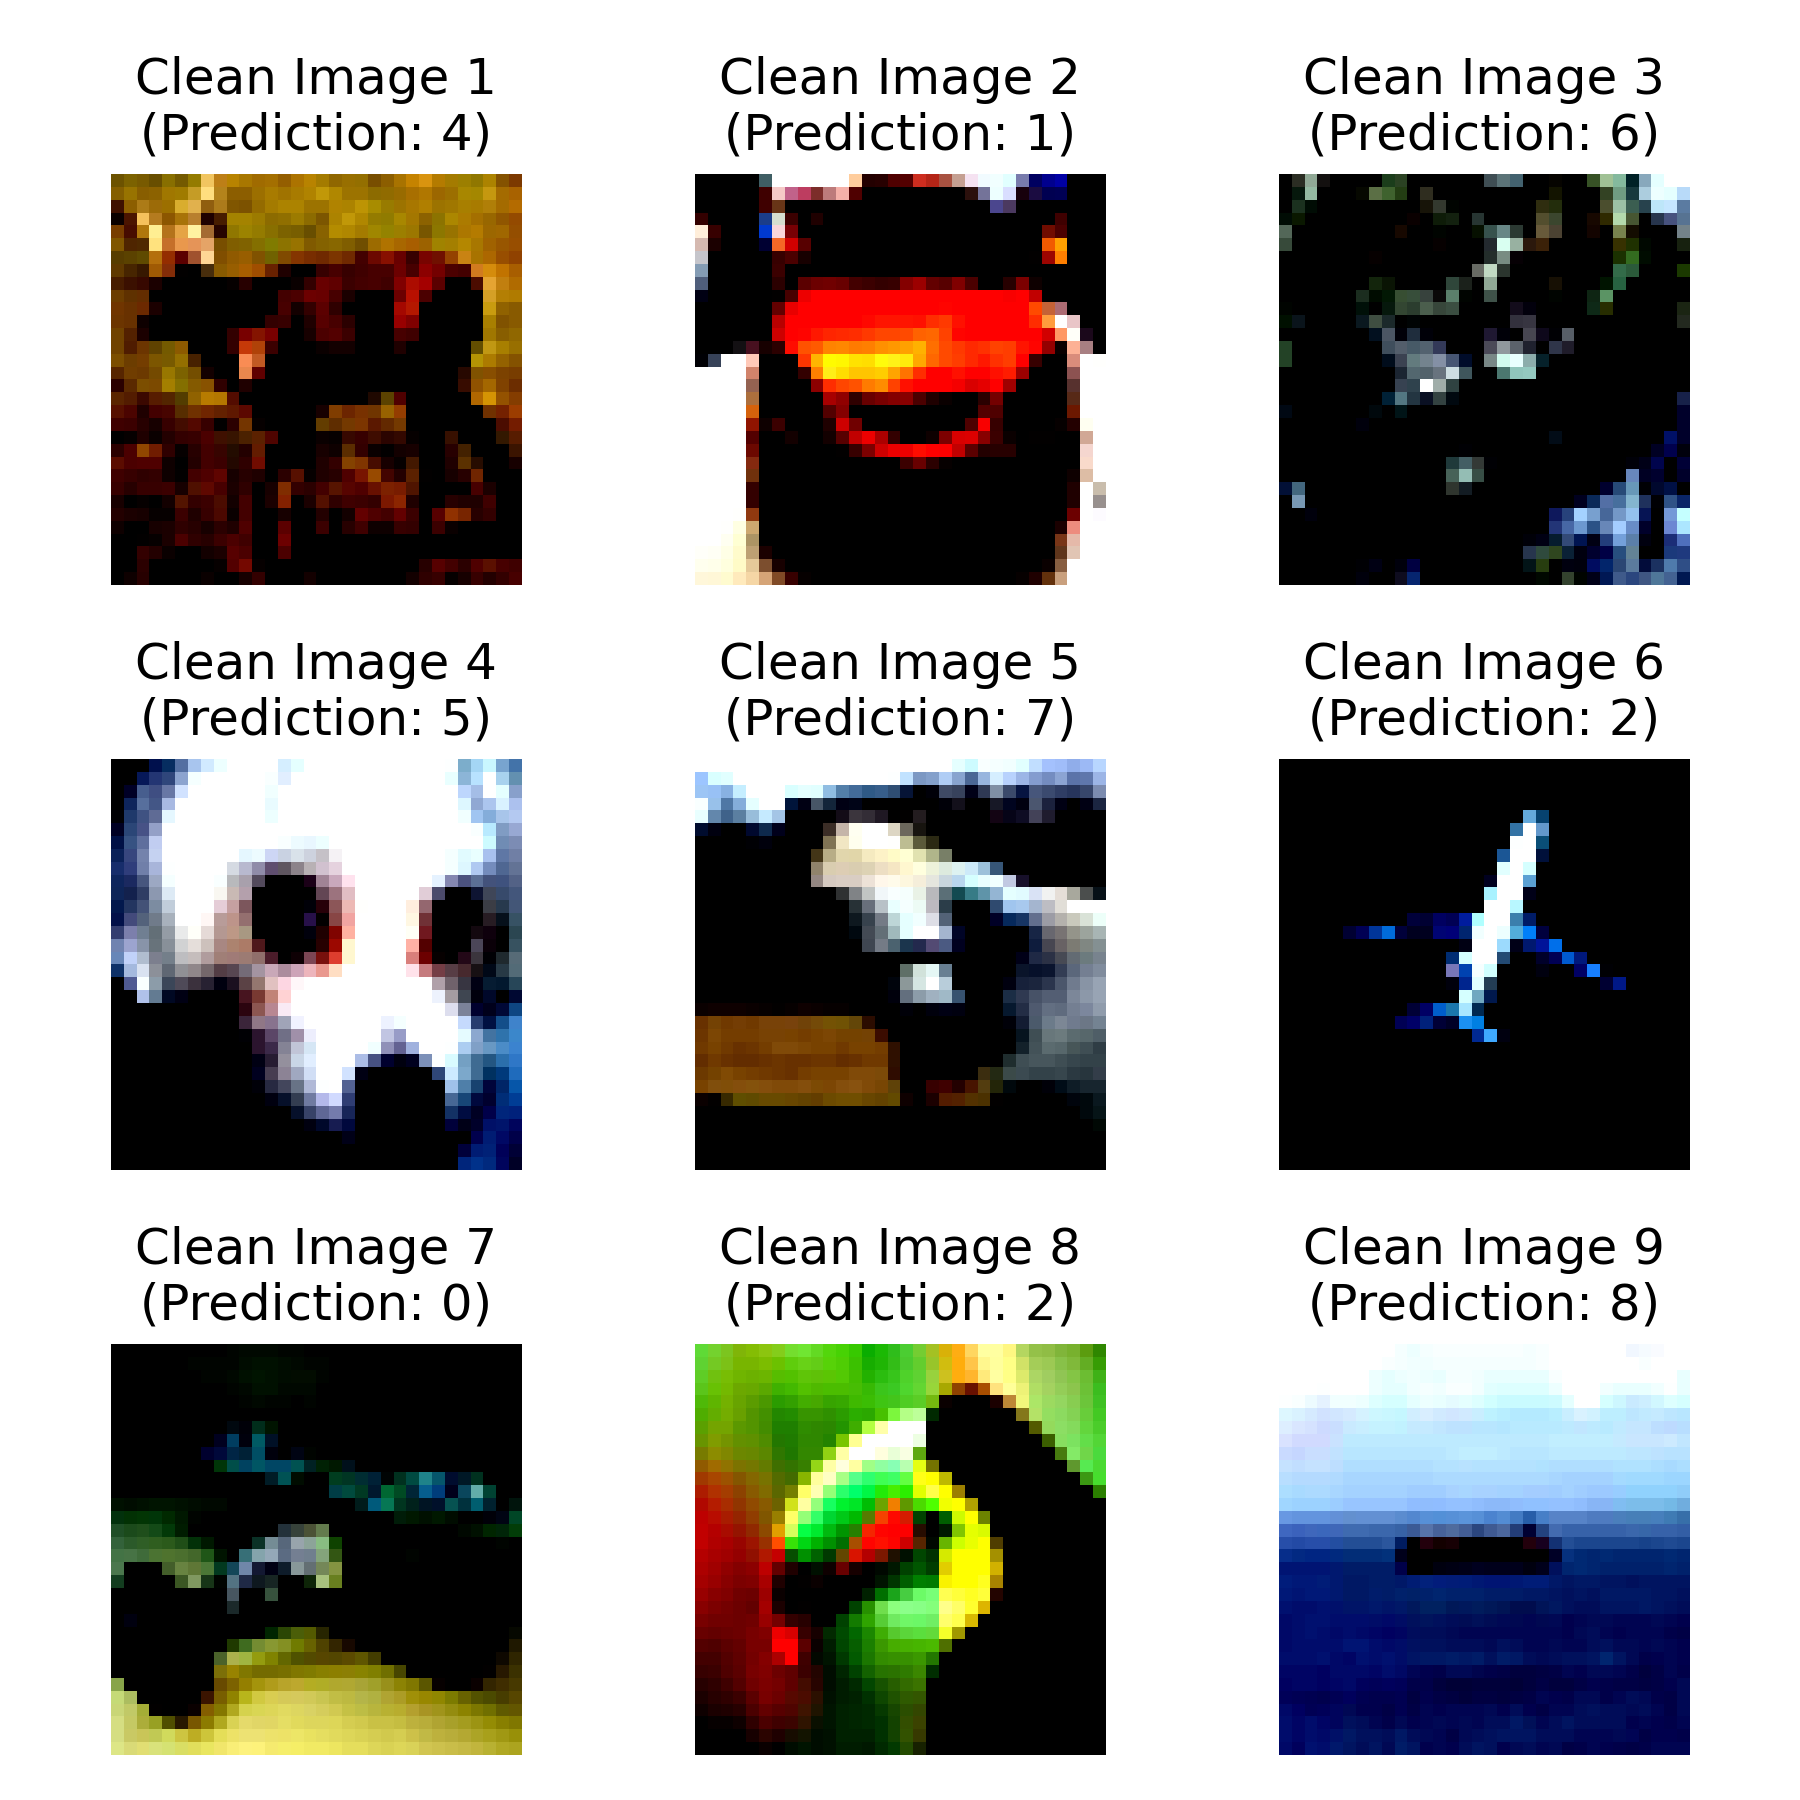 Clean Image 1
(Prediction: 4)
Clean Image 2
(Prediction: 1)
Clean Image 3
(Prediction: 6)
Clean Image 4
(Prediction: 5)
Clean Image 5
(Prediction: 7)
Clean Image 6
(Prediction: 2)
Clean Image 7
(Prediction: 0)
Clean Image 8
(Prediction: 2)
Clean Image 9
(Prediction: 8)